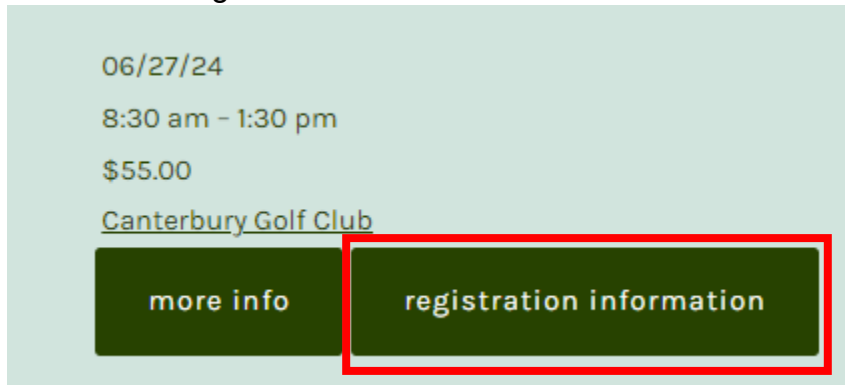 06/27/24
8:30 am – 1:30 pm
$55.00
Canterbury Golf Club
more info
registration information